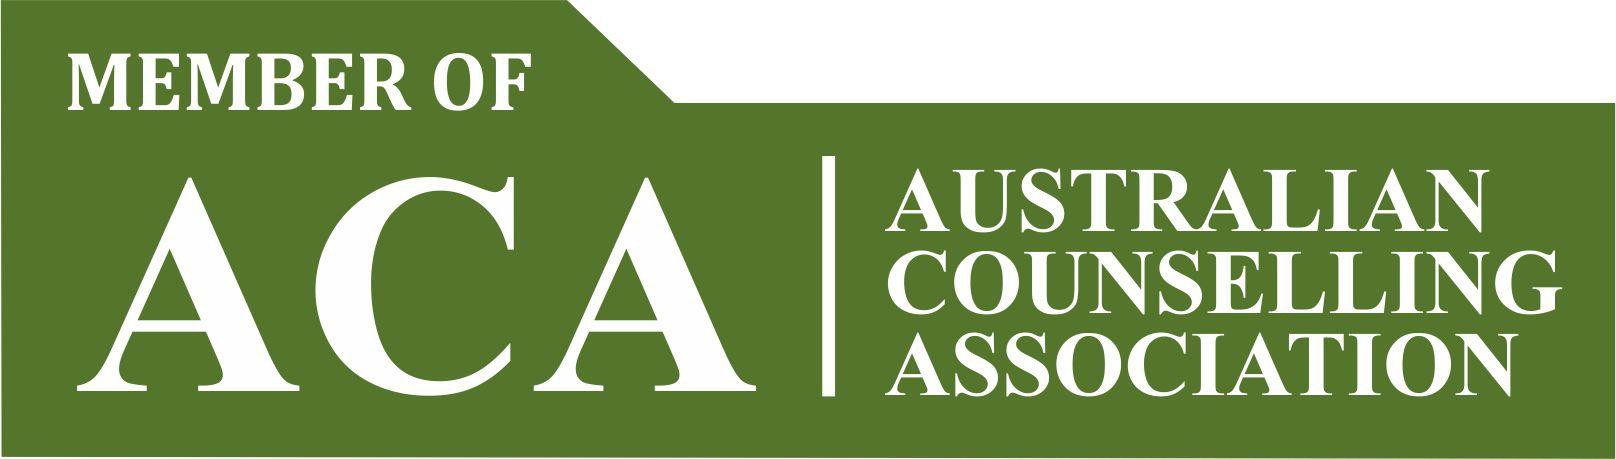 MEMBER OF
ACA
AUSTRALIAN
COUNSELLING
ASSOCIATION